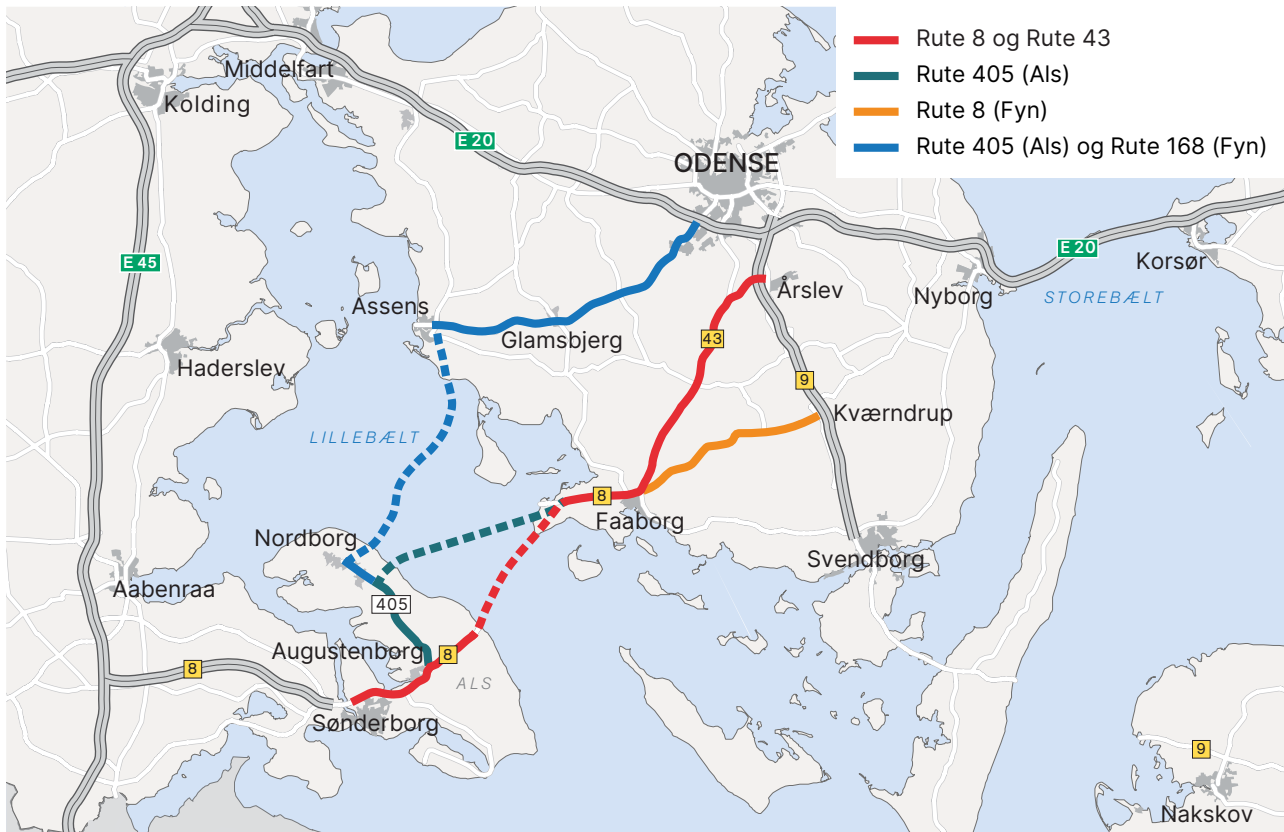 Rute 8 og Rute 43
Rute 405 (Als)
Rute 8 (Fyn)
Rute 405 (Als) og Rute 168 (Fyn)
Middelfart
Kolding
E 20
ODENSE
E 45
E 20
Korsør
Årslev
Nyborg
STOREBÆLT
Assens
Glamsbjerg
43
Haderslev
9
Kværndrup
LILLEBÆLT
8
Faaborg
Nordborg
Svendborg
Aabenraa
405
Augustenborg
8
8
ALS
Sønderborg
9
Nakskov